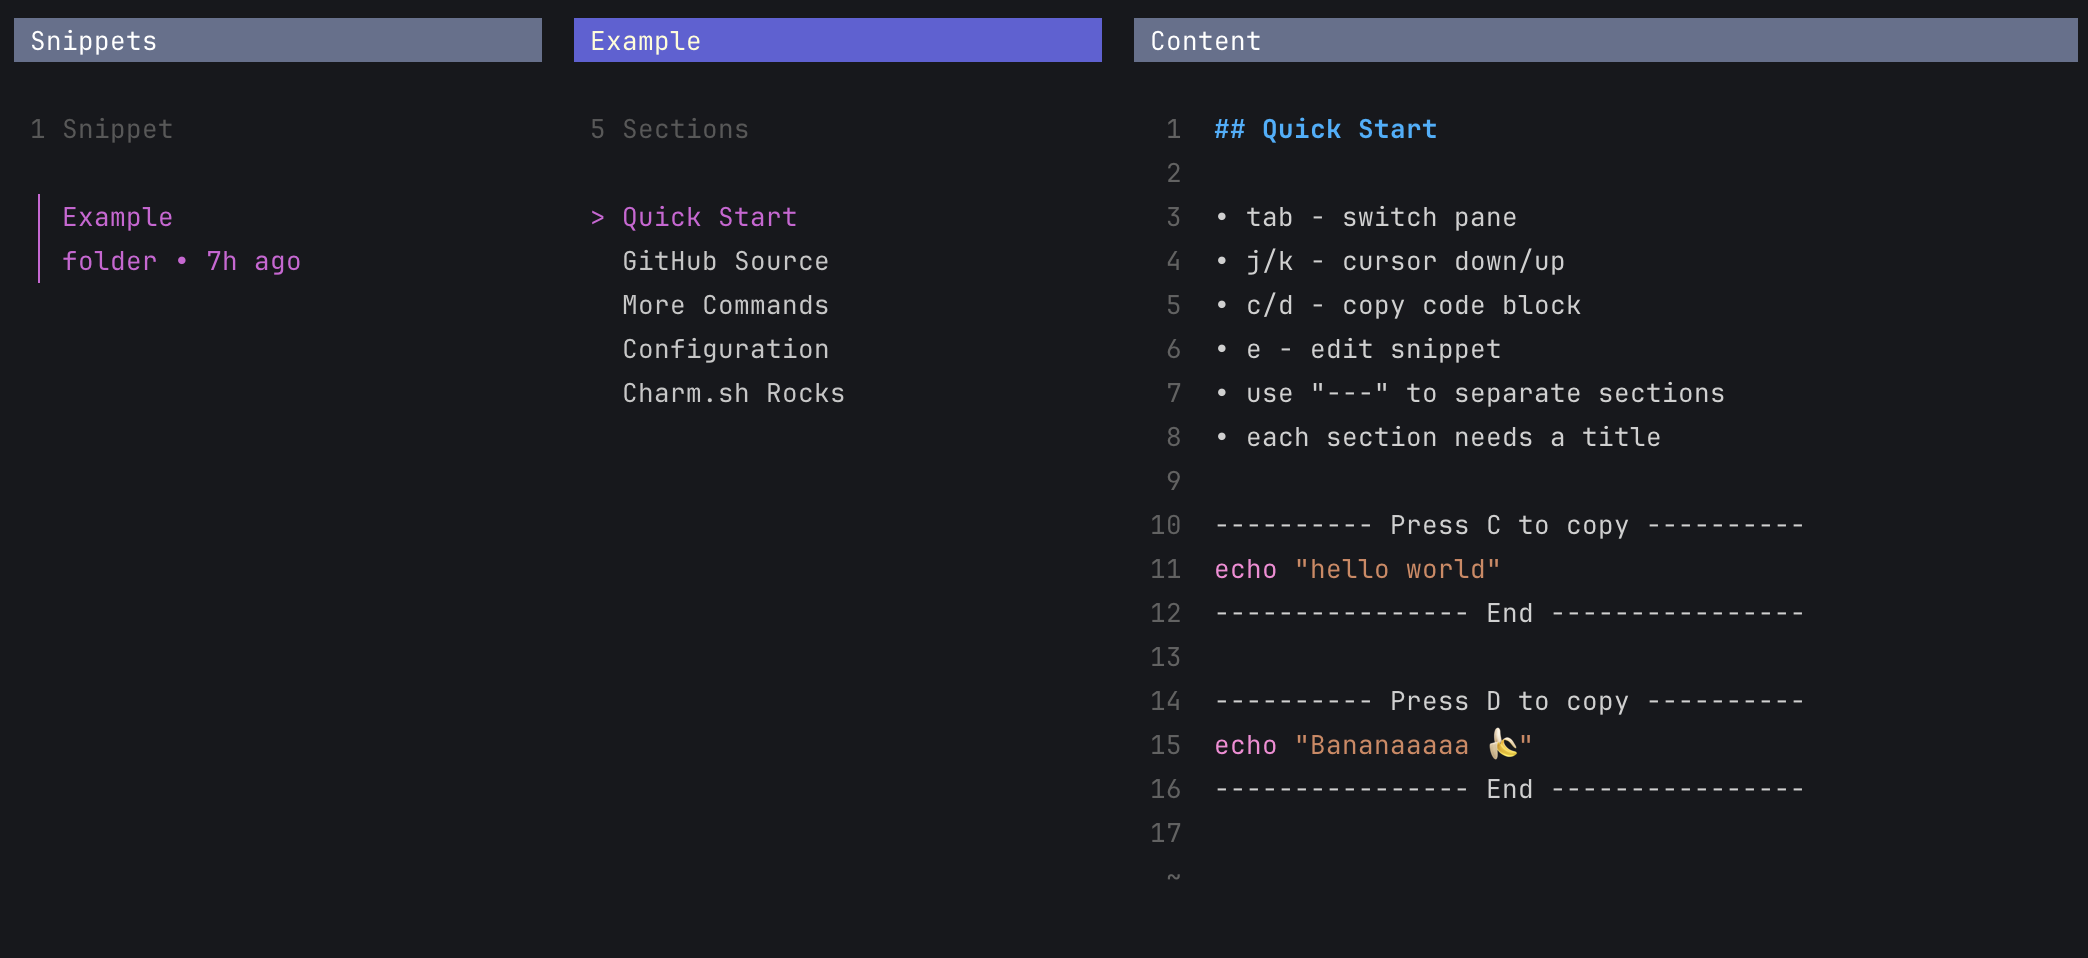 Snippets
1 Snippet
Example
folder • 7h ago
Example
5 Sections
> Quick Start
GitHub Source
More Commands
Configuration
Charm.sh Rocks
Content
1 ## Quick Start
2
3 • tab - switch pane
4 • j/k - cursor down/up
5 • c/d - copy code block
6 • e - edit snippet
7 • use "---" to separate sections
8 • each section needs a title
9
10 ---------- Press C to copy ----------
11 echo "hello world"
12 ---------------- End ----------------
13
14 ---------- Press D to copy ----------
15 echo "Bananaaaaa 🍌"
16 ---------------- End ----------------
17
~